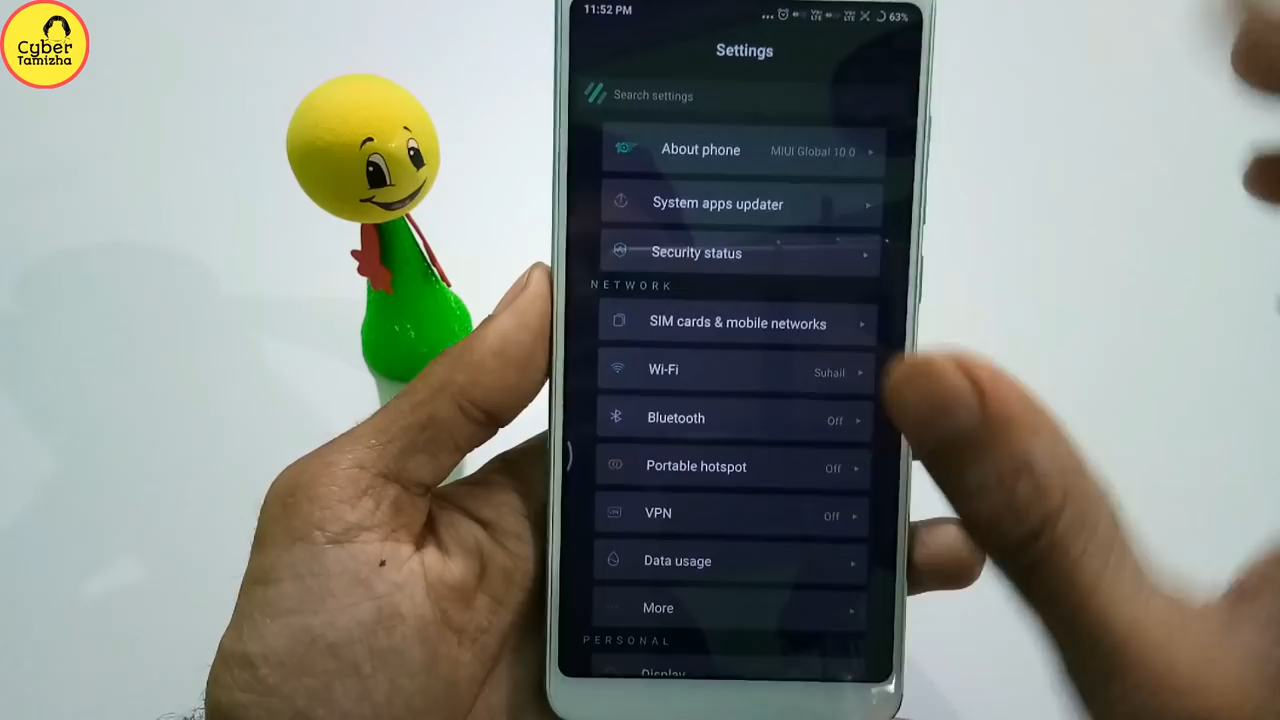 Cyber
Tamizha
11:52 PM
63%
Settings
Search settings
About phone MIUI Global 10.0
System apps updater
Security status
NETWORK
SIM cards & mobile networks
Wi-Fi Suhail
Bluetooth Off
Portable hotspot Off
VPN Off
Data usage
More
PERSONAL
Display